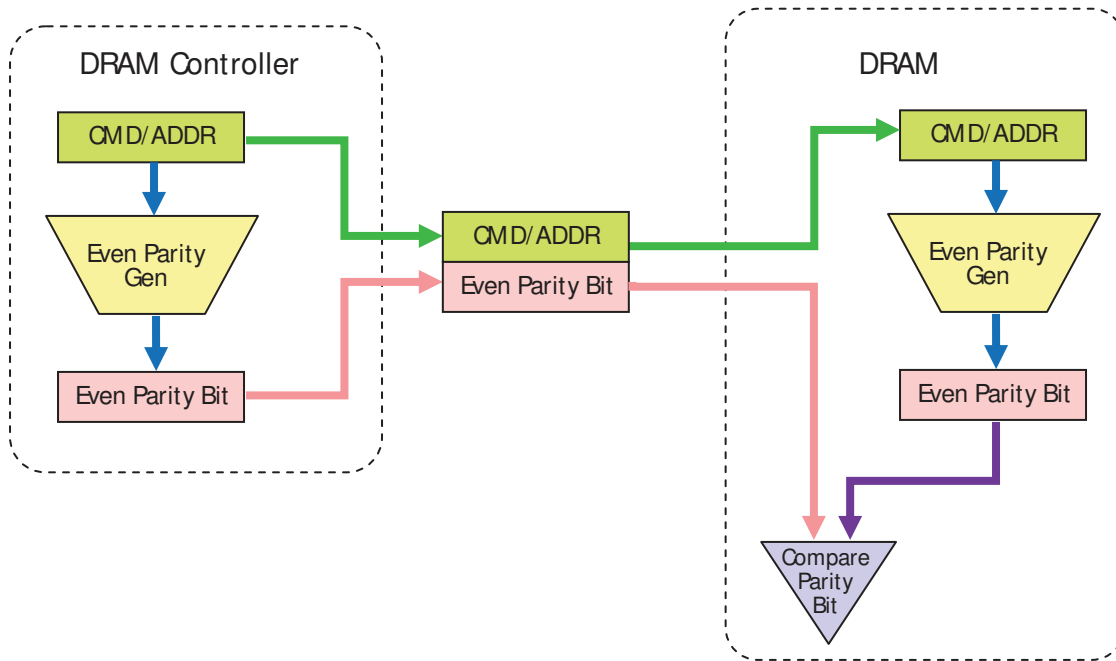 DRAM Controller
CMD/ADDR
Even Parity
Gen
Even Parity Bit
CMD/ADDR
Even Parity Bit
DRAM
CMD/ADDR
Even Parity
Gen
Even Parity Bit
Compare
Parity
Bit